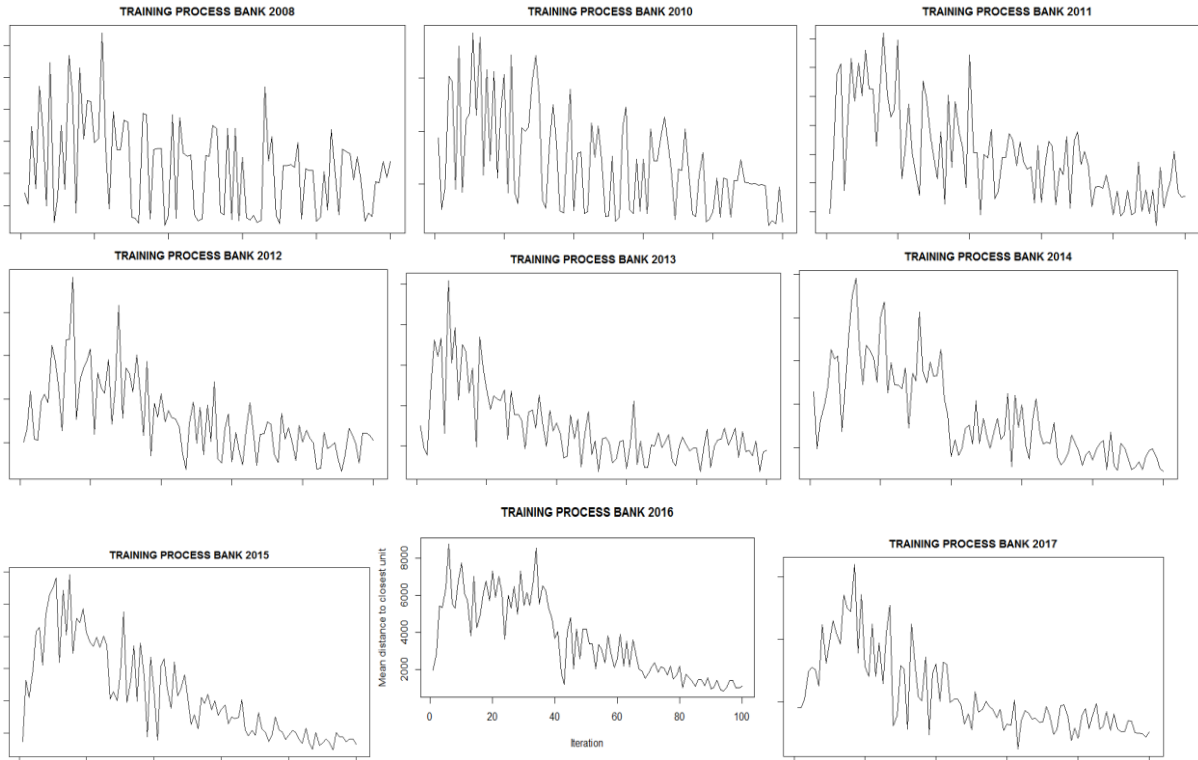 TRAINING PROCESS BANK 2008
TRAINING PROCESS BANK 2010
TRAINING PROCESS BANK 2011
TRAINING PROCESS BANK 2012
TRAINING PROCESS BANK 2013
TRAINING PROCESS BANK 2014
TRAINING PROCESS BANK 2015
TRAINING PROCESS BANK 2016
Mean distance to closest unit
8000
6000
4000
2000
0 20 40 60 80 100
Iteration
TRAINING PROCESS BANK 2017